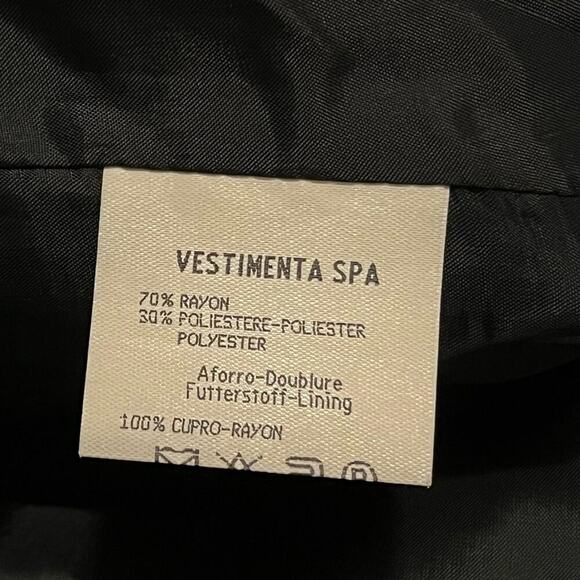 VESTIMENTA SPA
70% RAYON
30% POLIESTERE-POLIESTER
POLYESTER
Aforro-Doublure
Futterstoff-Lining
100% CUPRO-RAYON
P